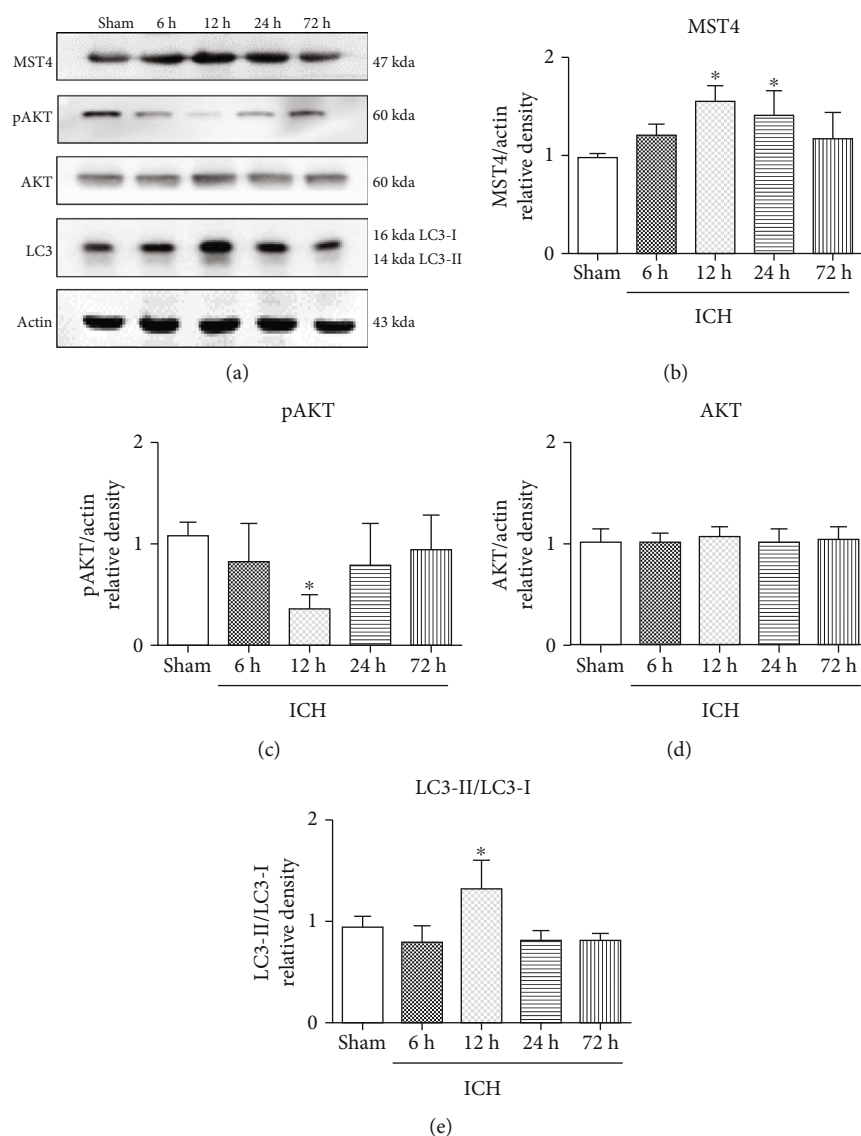 Sham 6 h 12 h 24 h 72 h
MST4 47 kda
pAKT 60 kda
AKT 60 kda
LC3 16 kda LC3-I
14 kda LC3-II
Actin 43 kda
(a)
MST4
MST4/actin
relative density
2
*
*
1
0
Sham 6 h 12 h 24 h 72 h
ICH
(b)
pAKT
pAKT/actin
relative density
2
1
*
0
Sham 6 h 12 h 24 h 72 h
ICH
(c)
AKT
AKT/actin
relative density
2
1
0
Sham 6 h 12 h 24 h 72 h
ICH
(d)
LC3-II/LC3-I
LC3-II/LC3-I
relative density
2
*
1
0
Sham 6 h 12 h 24 h 72 h
ICH
(e)